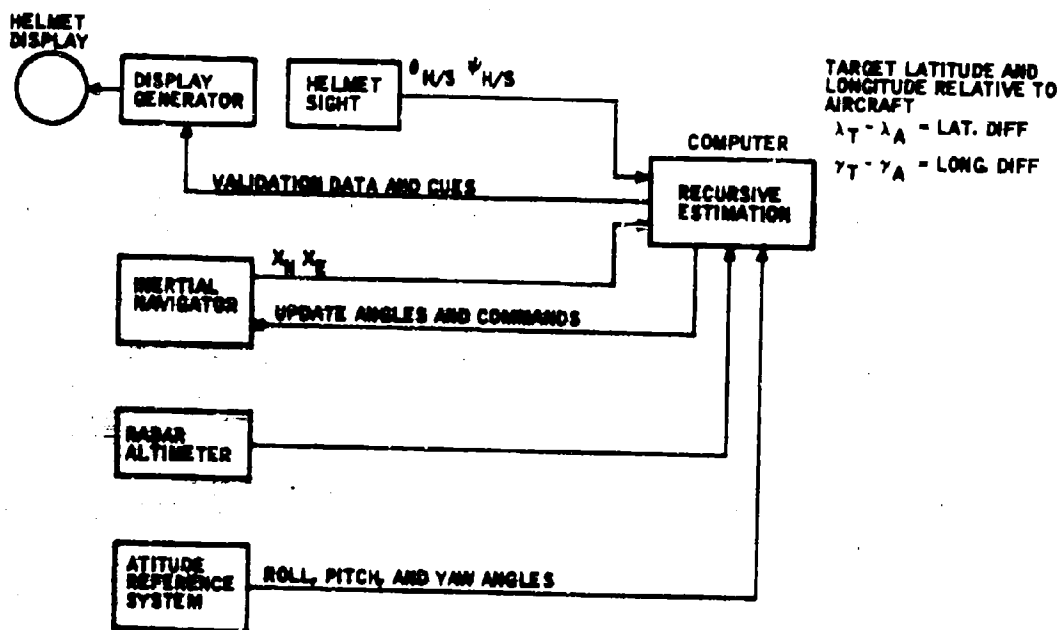 HELMET
DISPLAY
DISPLAY
GENERATOR
HELMET
SIGHT
θH/S ψH/S
TARGET LATITUDE AND
LONGITUDE RELATIVE TO
AIRCRAFT
λT - λA = LAT. DIFF
γT - γA = LONG. DIFF
COMPUTER
RECURSIVE
ESTIMATION
VALIDATION DATA AND CUES
INERTIAL
NAVIGATOR
XN XE
UPDATE ANGLES AND COMMANDS
RADAR
ALTIMETER
ATITUDE
REFERENCE
SYSTEM
ROLL, PITCH, AND YAW ANGLES